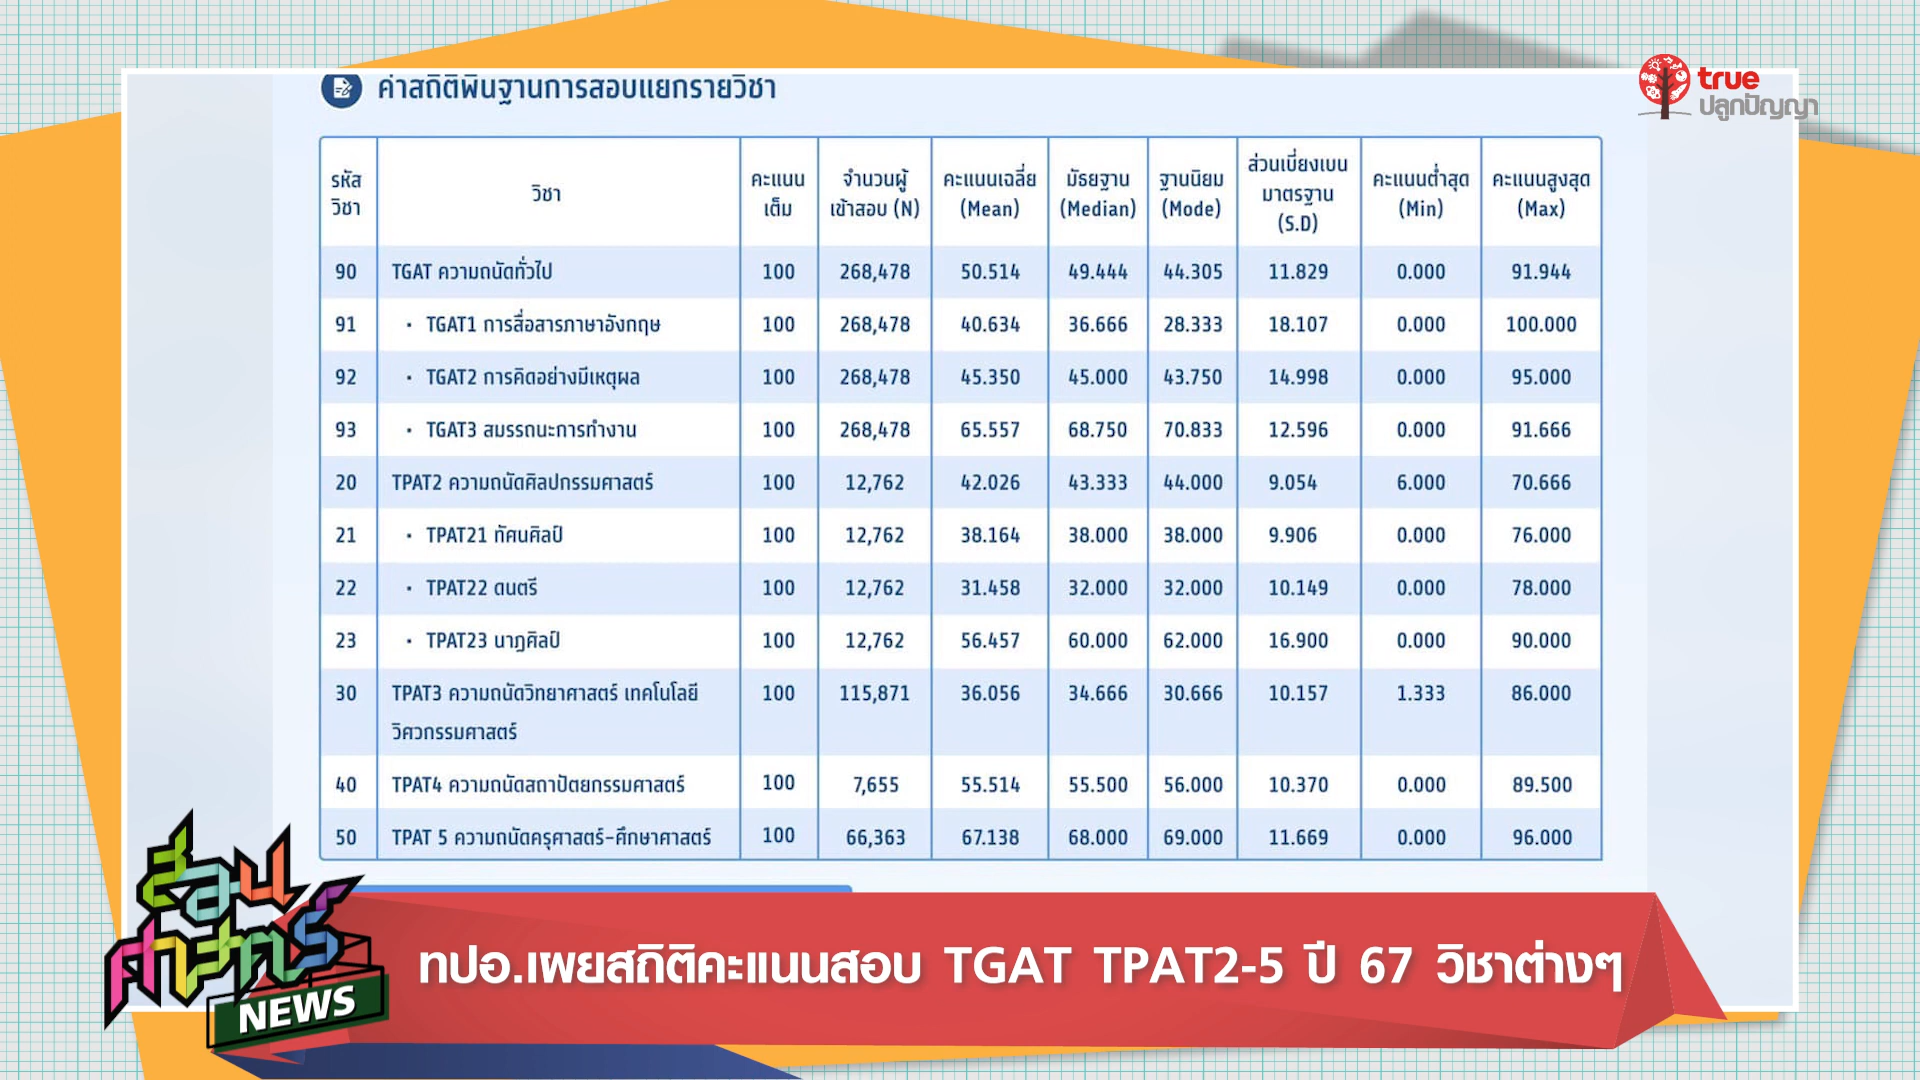 ค่าสถิติพื้นฐานการสอบแยกรายวิชา
true
ปลูกปัญญา
รหัสวิชา วิชา คะแนนเต็ม จำนวนผู้เข้าสอบ (N) คะแนนเฉลี่ย (Mean) มัธยฐาน (Median) ฐานนิยม (Mode) ส่วนเบี่ยงเบนมาตรฐาน (S.D) คะแนนต่ำสุด (Min) คะแนนสูงสุด (Max)
90 TGAT ความถนัดทั่วไป 100 268,478 50.514 49.444 44.305 11.829 0.000 91.944
91 • TGAT1 การสื่อสารภาษาอังกฤษ 100 268,478 40.634 36.666 28.333 18.107 0.000 100.000
92 • TGAT2 การคิดอย่างมีเหตุผล 100 268,478 45.350 45.000 43.750 14.998 0.000 95.000
93 • TGAT3 สมรรถนะการทำงาน 100 268,478 65.557 68.750 70.833 12.596 0.000 91.666
20 TPAT2 ความถนัดศิลปกรรมศาสตร์ 100 12,762 42.026 43.333 44.000 9.054 6.000 70.666
21 • TPAT21 ทัศนศิลป์ 100 12,762 38.164 38.000 38.000 9.906 0.000 76.000
22 • TPAT22 ดนตรี 100 12,762 31.458 32.000 32.000 10.149 0.000 78.000
23 • TPAT23 นาฏศิลป์ 100 12,762 56.457 60.000 62.000 16.900 0.000 90.000
30 TPAT3 ความถนัดวิทยาศาสตร์ เทคโนโลยี 100 115,871 36.056 34.666 30.666 10.157 1.333 86.000
วิศวกรรมศาสตร์
40 TPAT4 ความถนัดสถาปัตยกรรมศาสตร์ 100 7,655 55.514 55.500 56.000 10.370 0.000 89.500
50 TPAT 5 ความถนัดครุศาสตร์-ศึกษาศาสตร์ 100 66,363 67.138 68.000 69.000 11.669 0.000 96.000
ส่อน
ศาสตร์
NEWS
ทปอ.เผยสถิติคะแนนสอบ TGAT TPAT2-5 ปี 67 วิชาต่างๆ